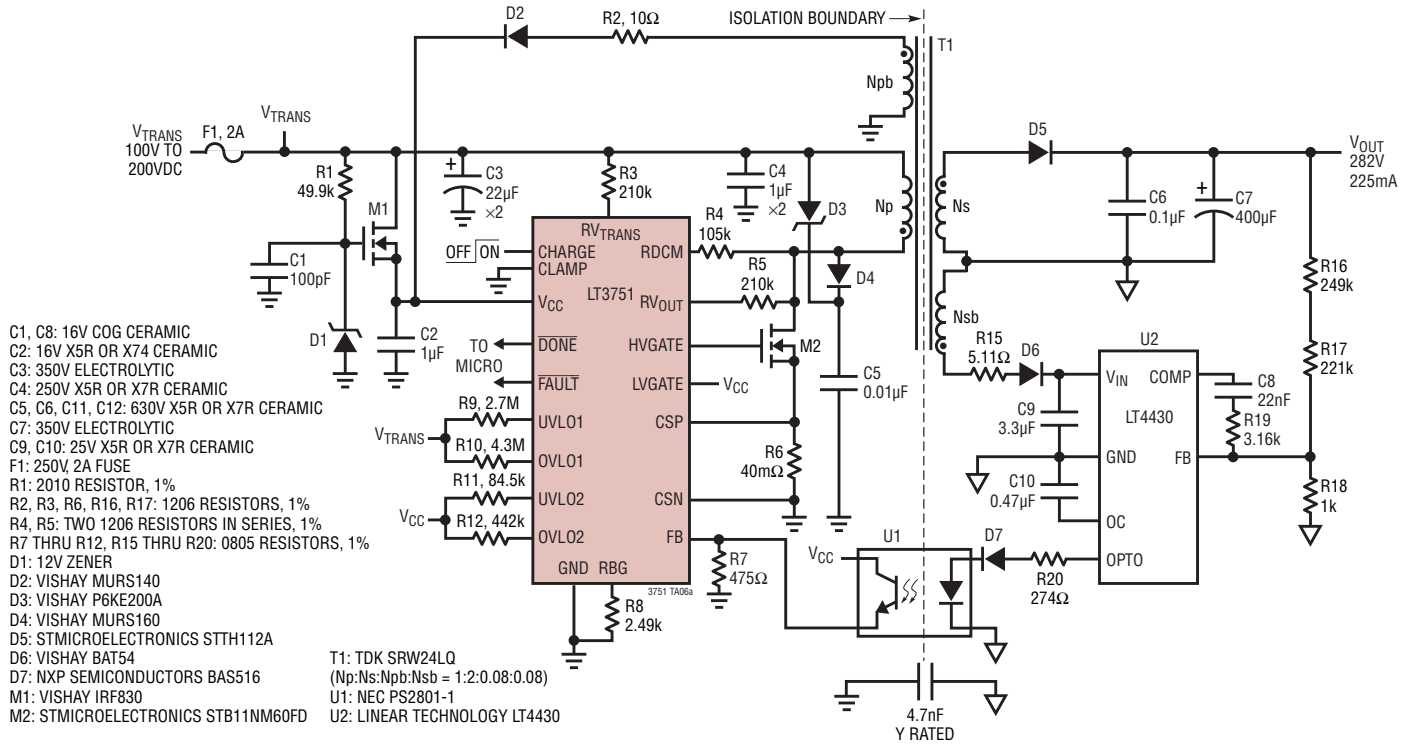 D2
R2, 10Ω
ISOLATION BOUNDARY
T1
Npb
VTRANS
VTRANS
100V TO
200VDC
F1, 2A
R1
49.9k
M1
+
C3
22µF
×2
R3
210k
C4
1µF
×2
D3
Np
Ns
D5
C6
0.1µF
+
C7
400µF
VOUT
282V
225mA
R4
105k
RVTRANS
OFF ON
CHARGE
CLAMP
RDCM
C1
100pF
R5
210k
D4
R16
249k
VCC
LT3751
RVOUT
Nsb
D1
C2
1µF
TO
MICRO
DONE
HVGATE
M2
R15
5.11Ω
D6
U2
R17
221k
FAULT
LVGATE
VCC
C5
0.01µF
VIN
COMP
LT4430
C8
22nF
R19
3.16k
C9
3.3µF
VTRANS
R9, 2.7M
UVLO1
CSP
R10, 4.3M
OVLO1
R6
40mΩ
GND
FB
R11, 84.5k
UVLO2
CSN
C10
0.47µF
R18
1k
VCC
R12, 442k
OVLO2
FB
OC
GND
RBG
R7
475Ω
VCC
U1
D7
OPTO
R20
274Ω
3751 TA06a
R8
2.49k
4.7nF
Y RATED
C1, C8: 16V COG CERAMIC
C2: 16V X5R OR X74 CERAMIC
C3: 350V ELECTROLYTIC
C4: 250V X5R OR X7R CERAMIC
C5, C6, C11, C12: 630V X5R OR X7R CERAMIC
C7: 350V ELECTROLYTIC
C9, C10: 25V X5R OR X7R CERAMIC
F1: 250V, 2A FUSE
R1: 2010 RESISTOR, 1%
R2, R3, R6, R16, R17: 1206 RESISTORS, 1%
R4, R5: TWO 1206 RESISTORS IN SERIES, 1%
R7 THRU R12, R15 THRU R20: 0805 RESISTORS, 1%
D1: 12V ZENER
D2: VISHAY MURS140
D3: VISHAY P6KE200A
D4: VISHAY MURS160
D5: STMICROELECTRONICS STTH112A
D6: VISHAY BAT54
D7: NXP SEMICONDUCTORS BAS516
M1: VISHAY IRF830
M2: STMICROELECTRONICS STB11NM60FD
T1: TDK SRW24LQ
(Np:Ns:Npb:Nsb = 1:2:0.08:0.08)
U1: NEC PS2801-1
U2: LINEAR TECHNOLOGY LT4430